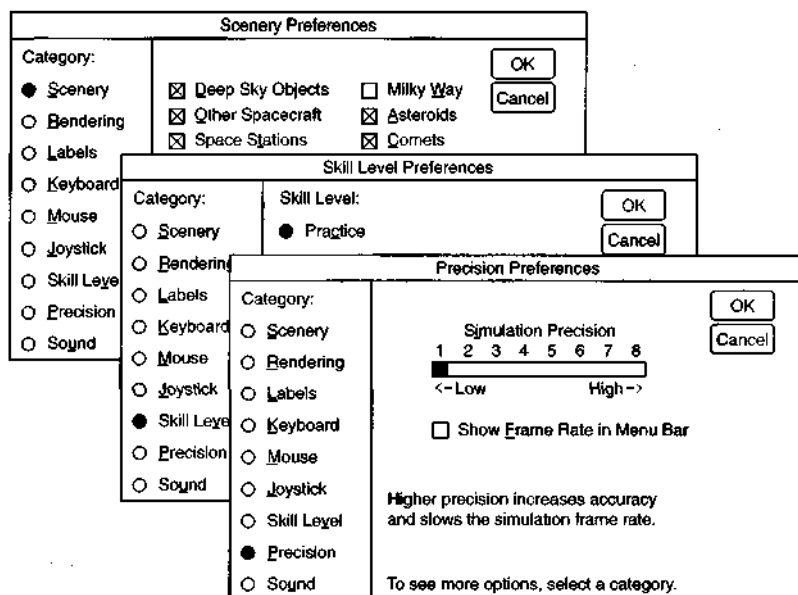 Scenery Preferences
Category:
Scenery
Rendering
Labels
Keyboard
Mouse
Joystick
Skill Leve
Precision
Sound
Deep Sky Objects
Other Spacecraft
Space Stations
Milky Way
Asteroids
Comets
OK
Cancel
Skill Level Preferences
Category:
Scenery
Rendering
Labels
Keyboard
Mouse
Joystick
Skill Leve
Precision
Sound
Skill Level:
Practice
OK
Cancel
Precision Preferences
Category:
Scenery
Rendering
Labels
Keyboard
Mouse
Joystick
Skill Level
Precision
Sound
Simulation Precision
1 2 3 4 5 6 7 8
<-Low High->
Show Frame Rate in Menu Bar
Higher precision increases accuracy
and slows the simulation frame rate.
To see more options, select a category.
OK
Cancel